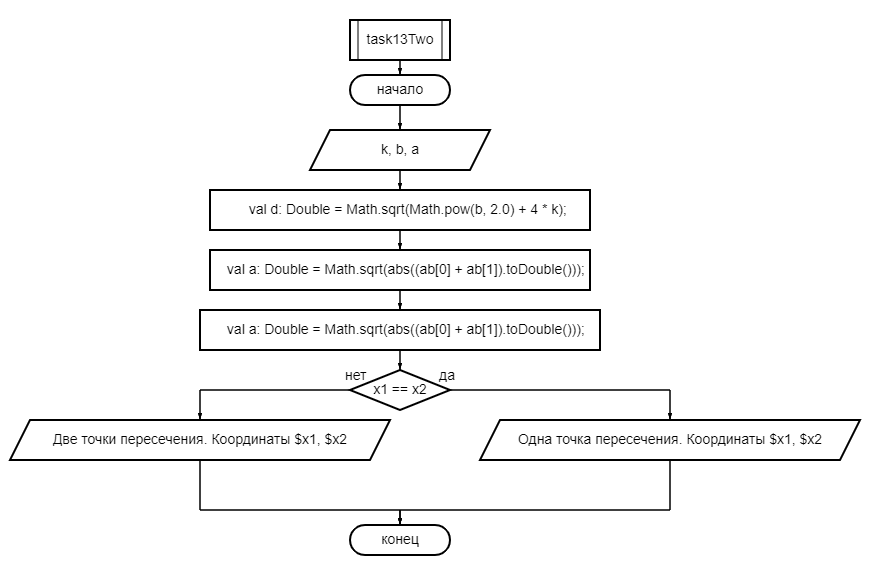 task13Two
начало
k, b, a
val d: Double = Math.sqrt(Math.pow(b, 2.0) + 4 * k);
val a: Double = Math.sqrt(abs((ab[0] + ab[1]).toDouble()));
val a: Double = Math.sqrt(abs((ab[0] + ab[1]).toDouble()));
нет
да
x1 == x2
Две точки пересечения. Координаты $x1, $x2
Одна точка пересечения. Координаты $x1, $x2
конец